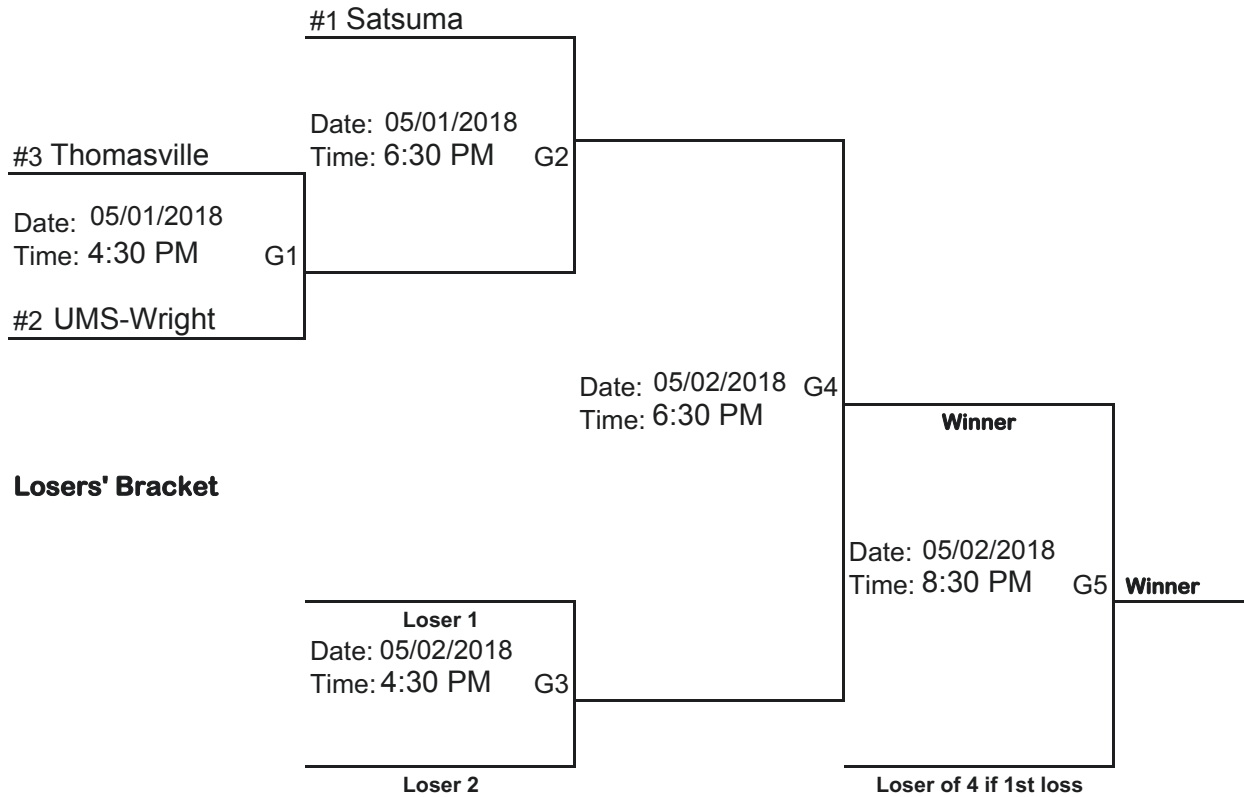 #1 Satsuma
Date: 05/01/2018
Time: 6:30 PM G2
#3 Thomasville
Date: 05/01/2018
Time: 4:30 PM G1
#2 UMS-Wright
Date: 05/02/2018 G4
Time: 6:30 PM
Winner
Losers' Bracket
Date: 05/02/2018
Time: 8:30 PM G5 Winner
Loser 1
Date: 05/02/2018
Time: 4:30 PM G3
Loser 2
Loser of 4 if 1st loss